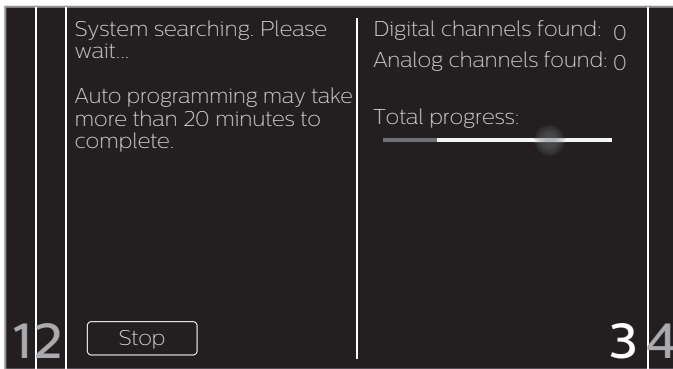 System searching. Please
wait...
Auto programming may take
more than 20 minutes to
complete.
Digital channels found: 0
Analog channels found: 0
Total progress:
1 2
Stop
3 4